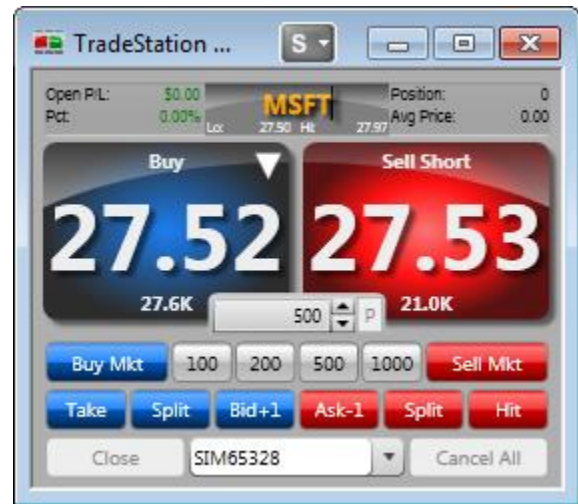 TradeStation ... S
Open P/L: $0.00 MSFT Position: 0
Pct: 0.00% Lo: 27.50 Hi: 27.97 Avg Price: 0.00
Buy Sell Short
27.52 27.53
27.6K 500 P 21.0K
Buy Mkt 100 200 500 1000 Sell Mkt
Take Split Bid+1 Ask-1 Split Hit
Close SIM65328 Cancel All